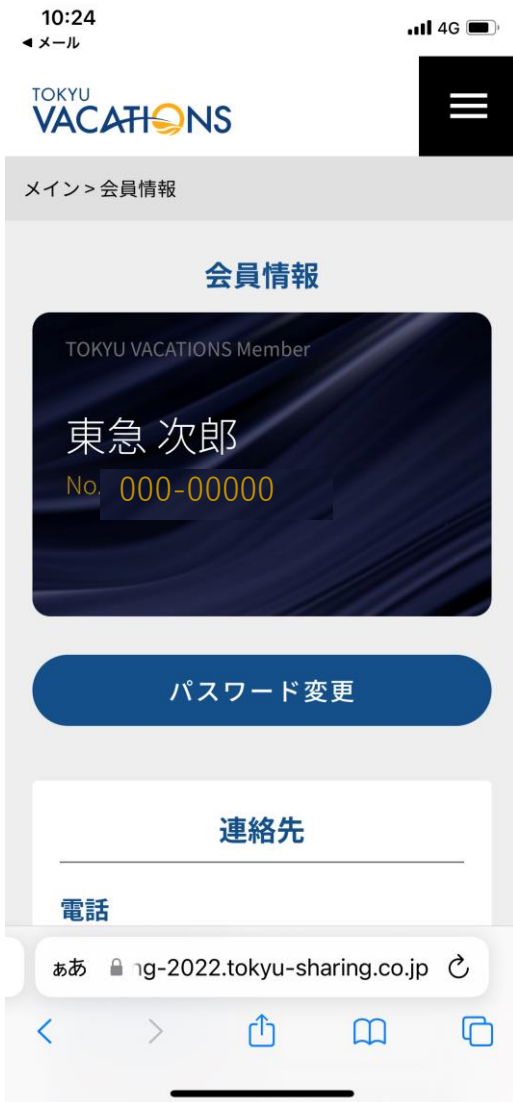 10:24
◀ メール
4G
TOKYU
VACATIONS
メイン > 会員情報
会員情報
TOKYU VACATIONS Member
東急 次郎
No. 000-00000
パスワード変更
連絡先
電話
ぁあ ng-2022.tokyu-sharing.co.jp